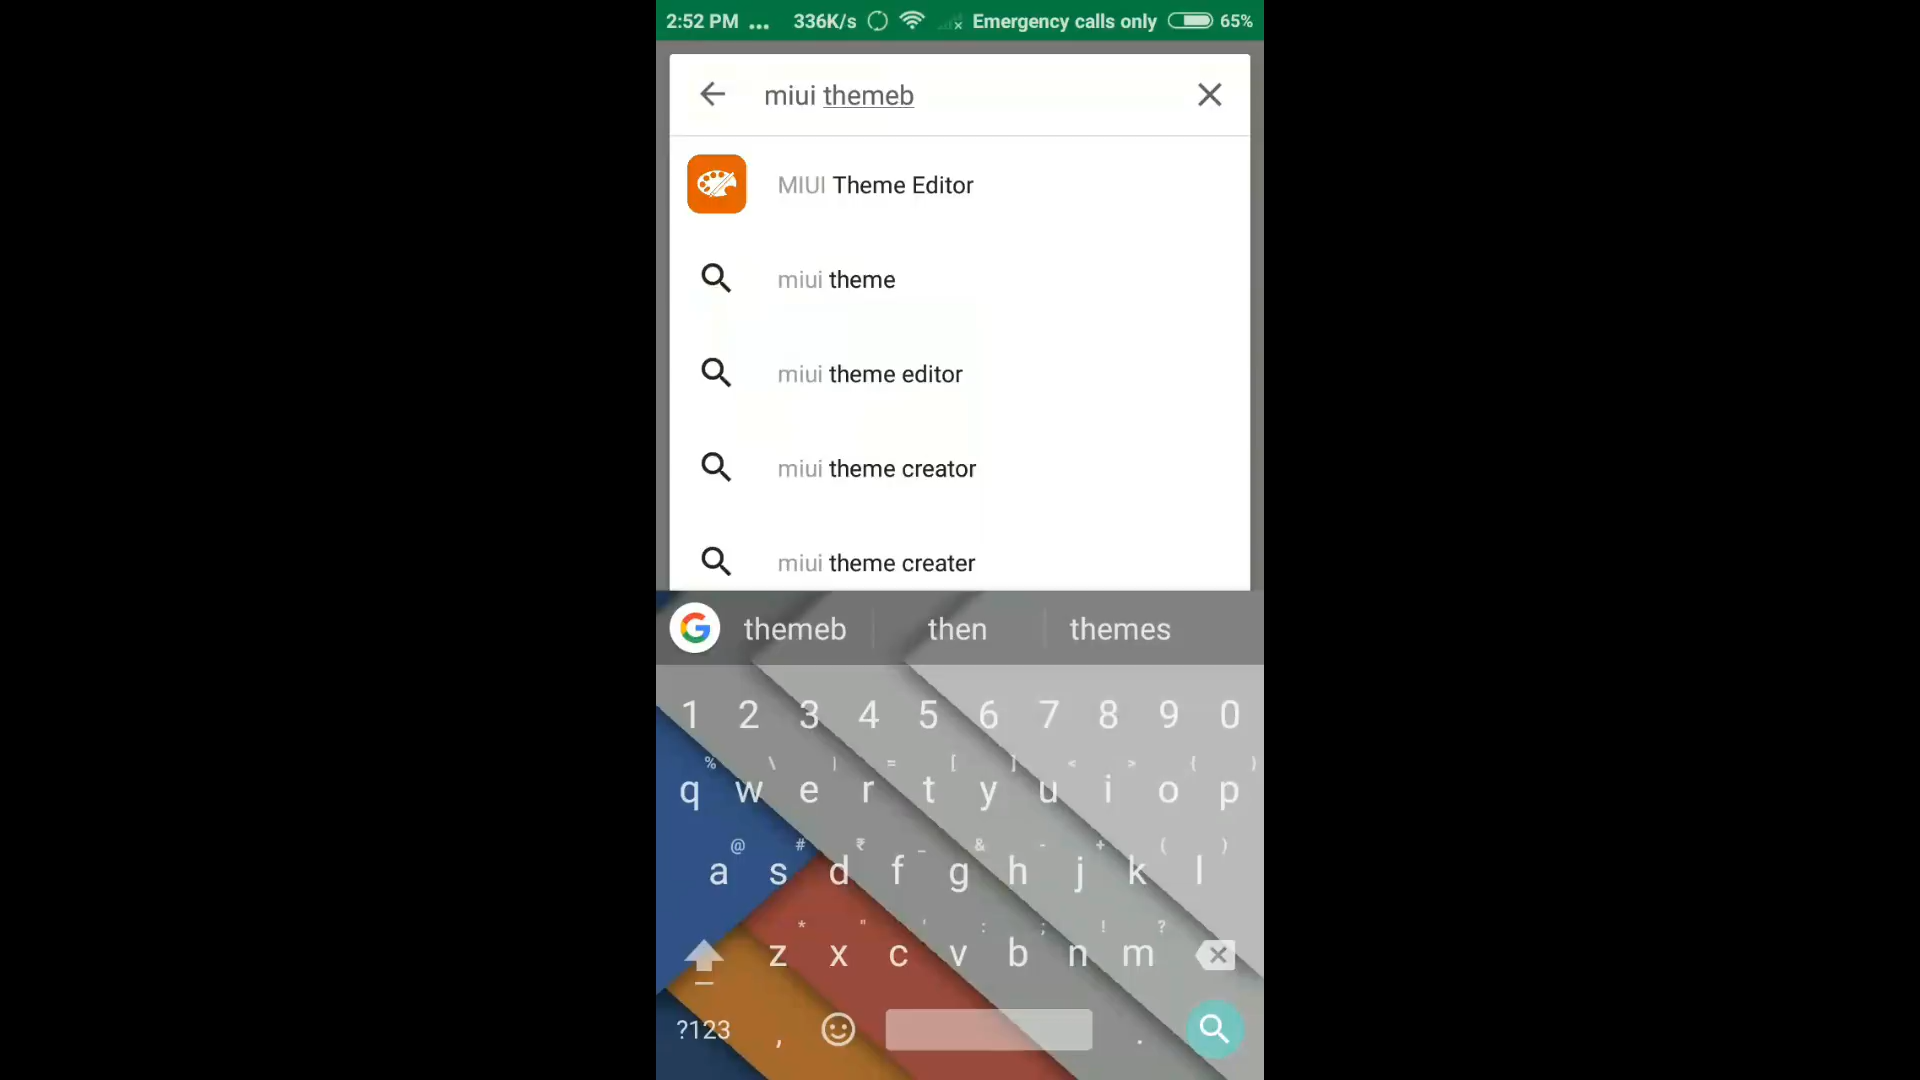 2:52 PM ... 336K/s Emergency calls only 65%
miui themeb
MIUI Theme Editor
miui theme
miui theme editor
miui theme creator
miui theme creater
G themeb then themes
1 2 3 4 5 6 7 8 9 0
% \ | = [ ] < > { }
q w e r t y u i o p
@ # ₹ _ & - + ( )
a s d f g h j k l
* " ' : ; ! ?
z x c v b n m
?123 , .